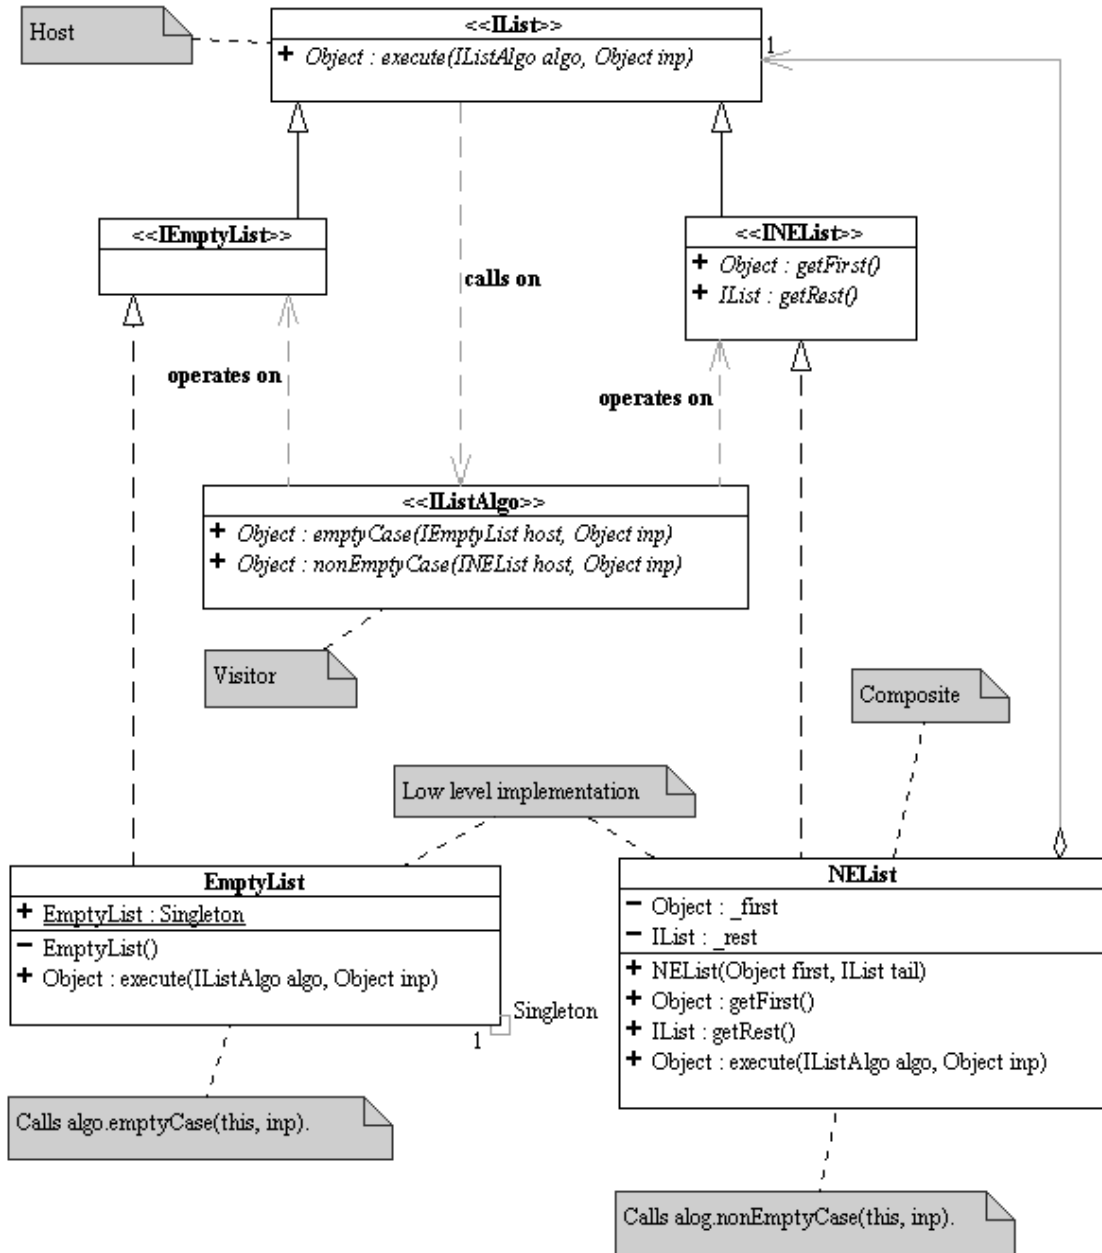 Host
<<IList>>
+ Object : execute(IListAlgo algo, Object inp)
1
<<IEmptyList>>
<<INEList>>
+ Object : getFirst()
+ IList : getRest()
calls on
operates on
operates on
<<IListAlgo>>
+ Object : emptyCase(IEmptyList host, Object inp)
+ Object : nonEmptyCase(INEList host, Object inp)
Visitor
Composite
Low level implementation
EmptyList
+ EmptyList : Singleton
- EmptyList()
+ Object : execute(IListAlgo algo, Object inp)
Singleton
1
NEList
- Object : _first
- IList : _rest
+ NEList(Object first, IList tail)
+ Object : getFirst()
+ IList : getRest()
+ Object : execute(IListAlgo algo, Object inp)
Calls algo.emptyCase(this, inp).
Calls alog.nonEmptyCase(this, inp).